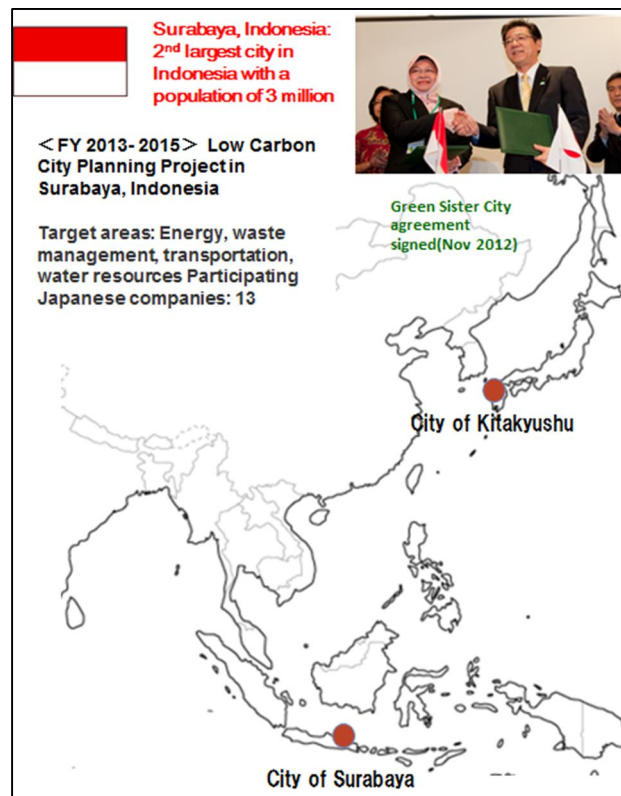 Surabaya, Indonesia:
2nd largest city in
Indonesia with a
population of 3 million
＜FY 2013- 2015＞ Low Carbon
City Planning Project in
Surabaya, Indonesia
Target areas: Energy, waste
management, transportation,
water resources Participating
Japanese companies: 13
Green Sister City
agreement
signed(Nov 2012)
City of Kitakyushu
City of Surabaya